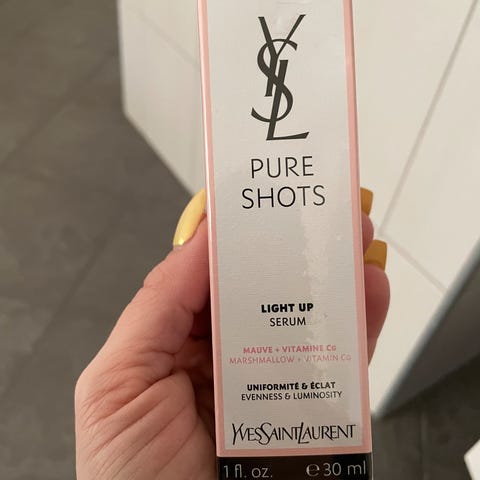 YSL
PURE
SHOTS
LIGHT UP
SERUM
MAUVE + VITAMINE CG
MARSHMALLOW + VITAMIN CG
UNIFORMITÉ & ÉCLAT
EVENNESS & LUMINOSITY
YVESSAINTLAURENT
1 fl. oz. ℮ 30 ml